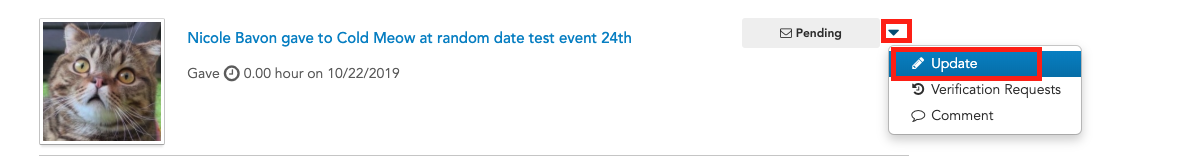 Nicole Bavon gave to Cold Meow at random date test event 24th
Pending
Gave 0.00 hour on 10/22/2019
Update
Verification Requests
Comment